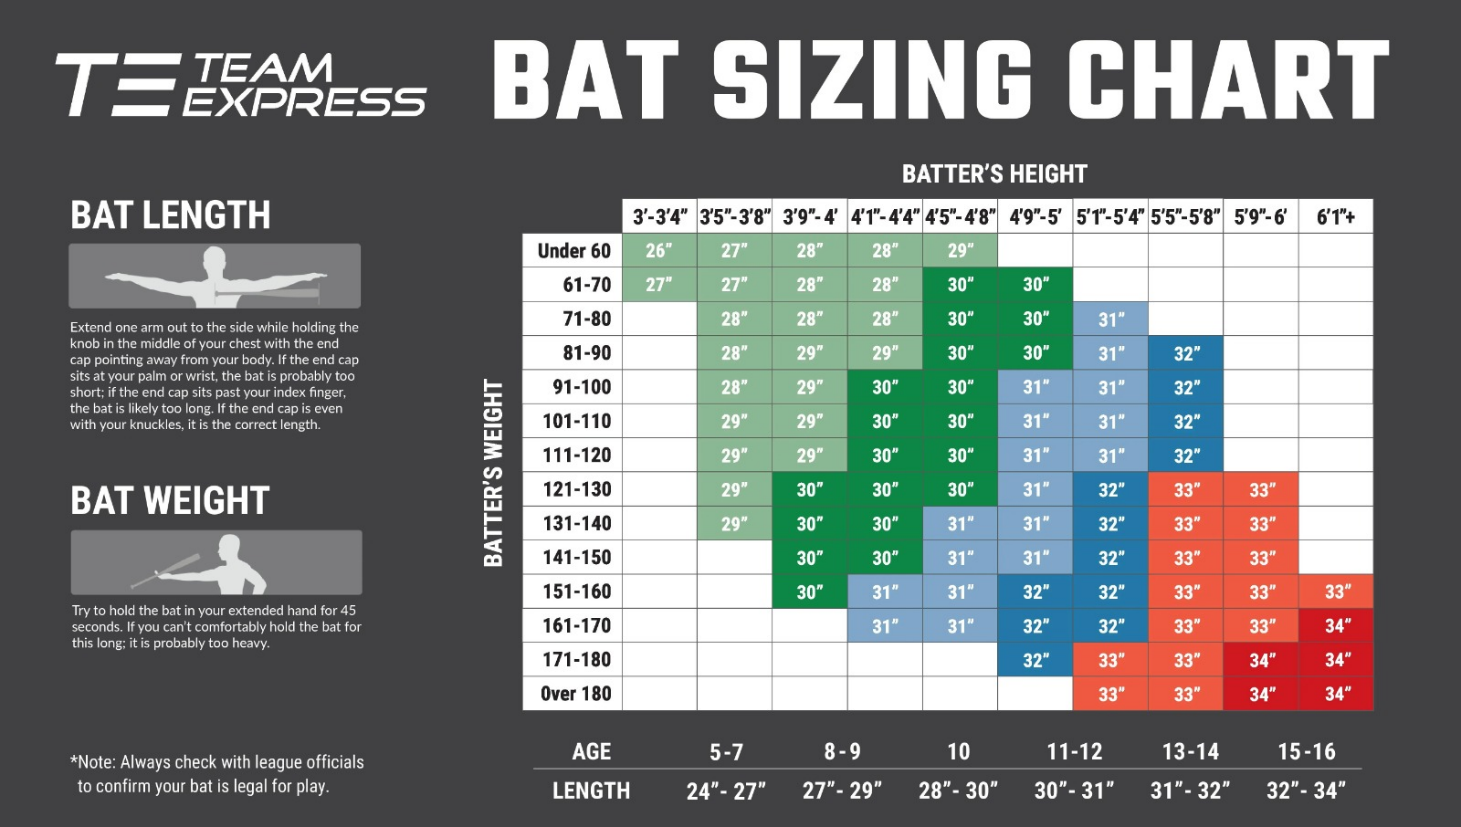 TE TEAM
EXPRESS
BAT SIZING CHART
BAT LENGTH
Extend one arm out to the side while holding the
knob in the middle of your chest with the end
cap pointing away from your body. If the end cap
sits at your palm or wrist, the bat is probably too
short; if the end cap sits past your index finger,
the bat is likely too long. If the end cap is even
with your knuckles, it is the correct length.
BAT WEIGHT
Try to hold the bat in your extended hand for 45
seconds. If you can't comfortably hold the bat for
this long; it is probably too heavy.
*Note: Always check with league officials
to confirm your bat is legal for play.
BATTER'S HEIGHT
BATTER'S WEIGHT
3'-3'4" 3'5"-3'8" 3'9"- 4' 4'1"- 4'4" 4'5"- 4'8" 4'9"-5' 5'1"-5'4" 5'5"-5'8" 5'9"- 6' 6'1"+
Under 60 26" 27" 28" 28" 29"
61-70 27" 27" 28" 28" 30" 30"
71-80 28" 28" 28" 30" 30" 31"
81-90 28" 29" 29" 30" 30" 31" 32"
91-100 28" 29" 30" 30" 31" 31" 32"
101-110 29" 29" 30" 30" 31" 31" 32"
111-120 29" 29" 30" 30" 31" 31" 32"
121-130 29" 30" 30" 30" 31" 32" 33" 33"
131-140 29" 30" 30" 31" 31" 32" 33" 33"
141-150 30" 30" 31" 31" 32" 33" 33"
151-160 30" 31" 31" 32" 32" 33" 33" 33"
161-170 31" 31" 32" 32" 33" 33" 34"
171-180 32" 33" 33" 34" 34"
Over 180 33" 33" 34" 34"
AGE 5-7 8-9 10 11-12 13-14 15-16
LENGTH 24"- 27" 27"- 29" 28"- 30" 30"- 31" 31"- 32" 32"- 34"